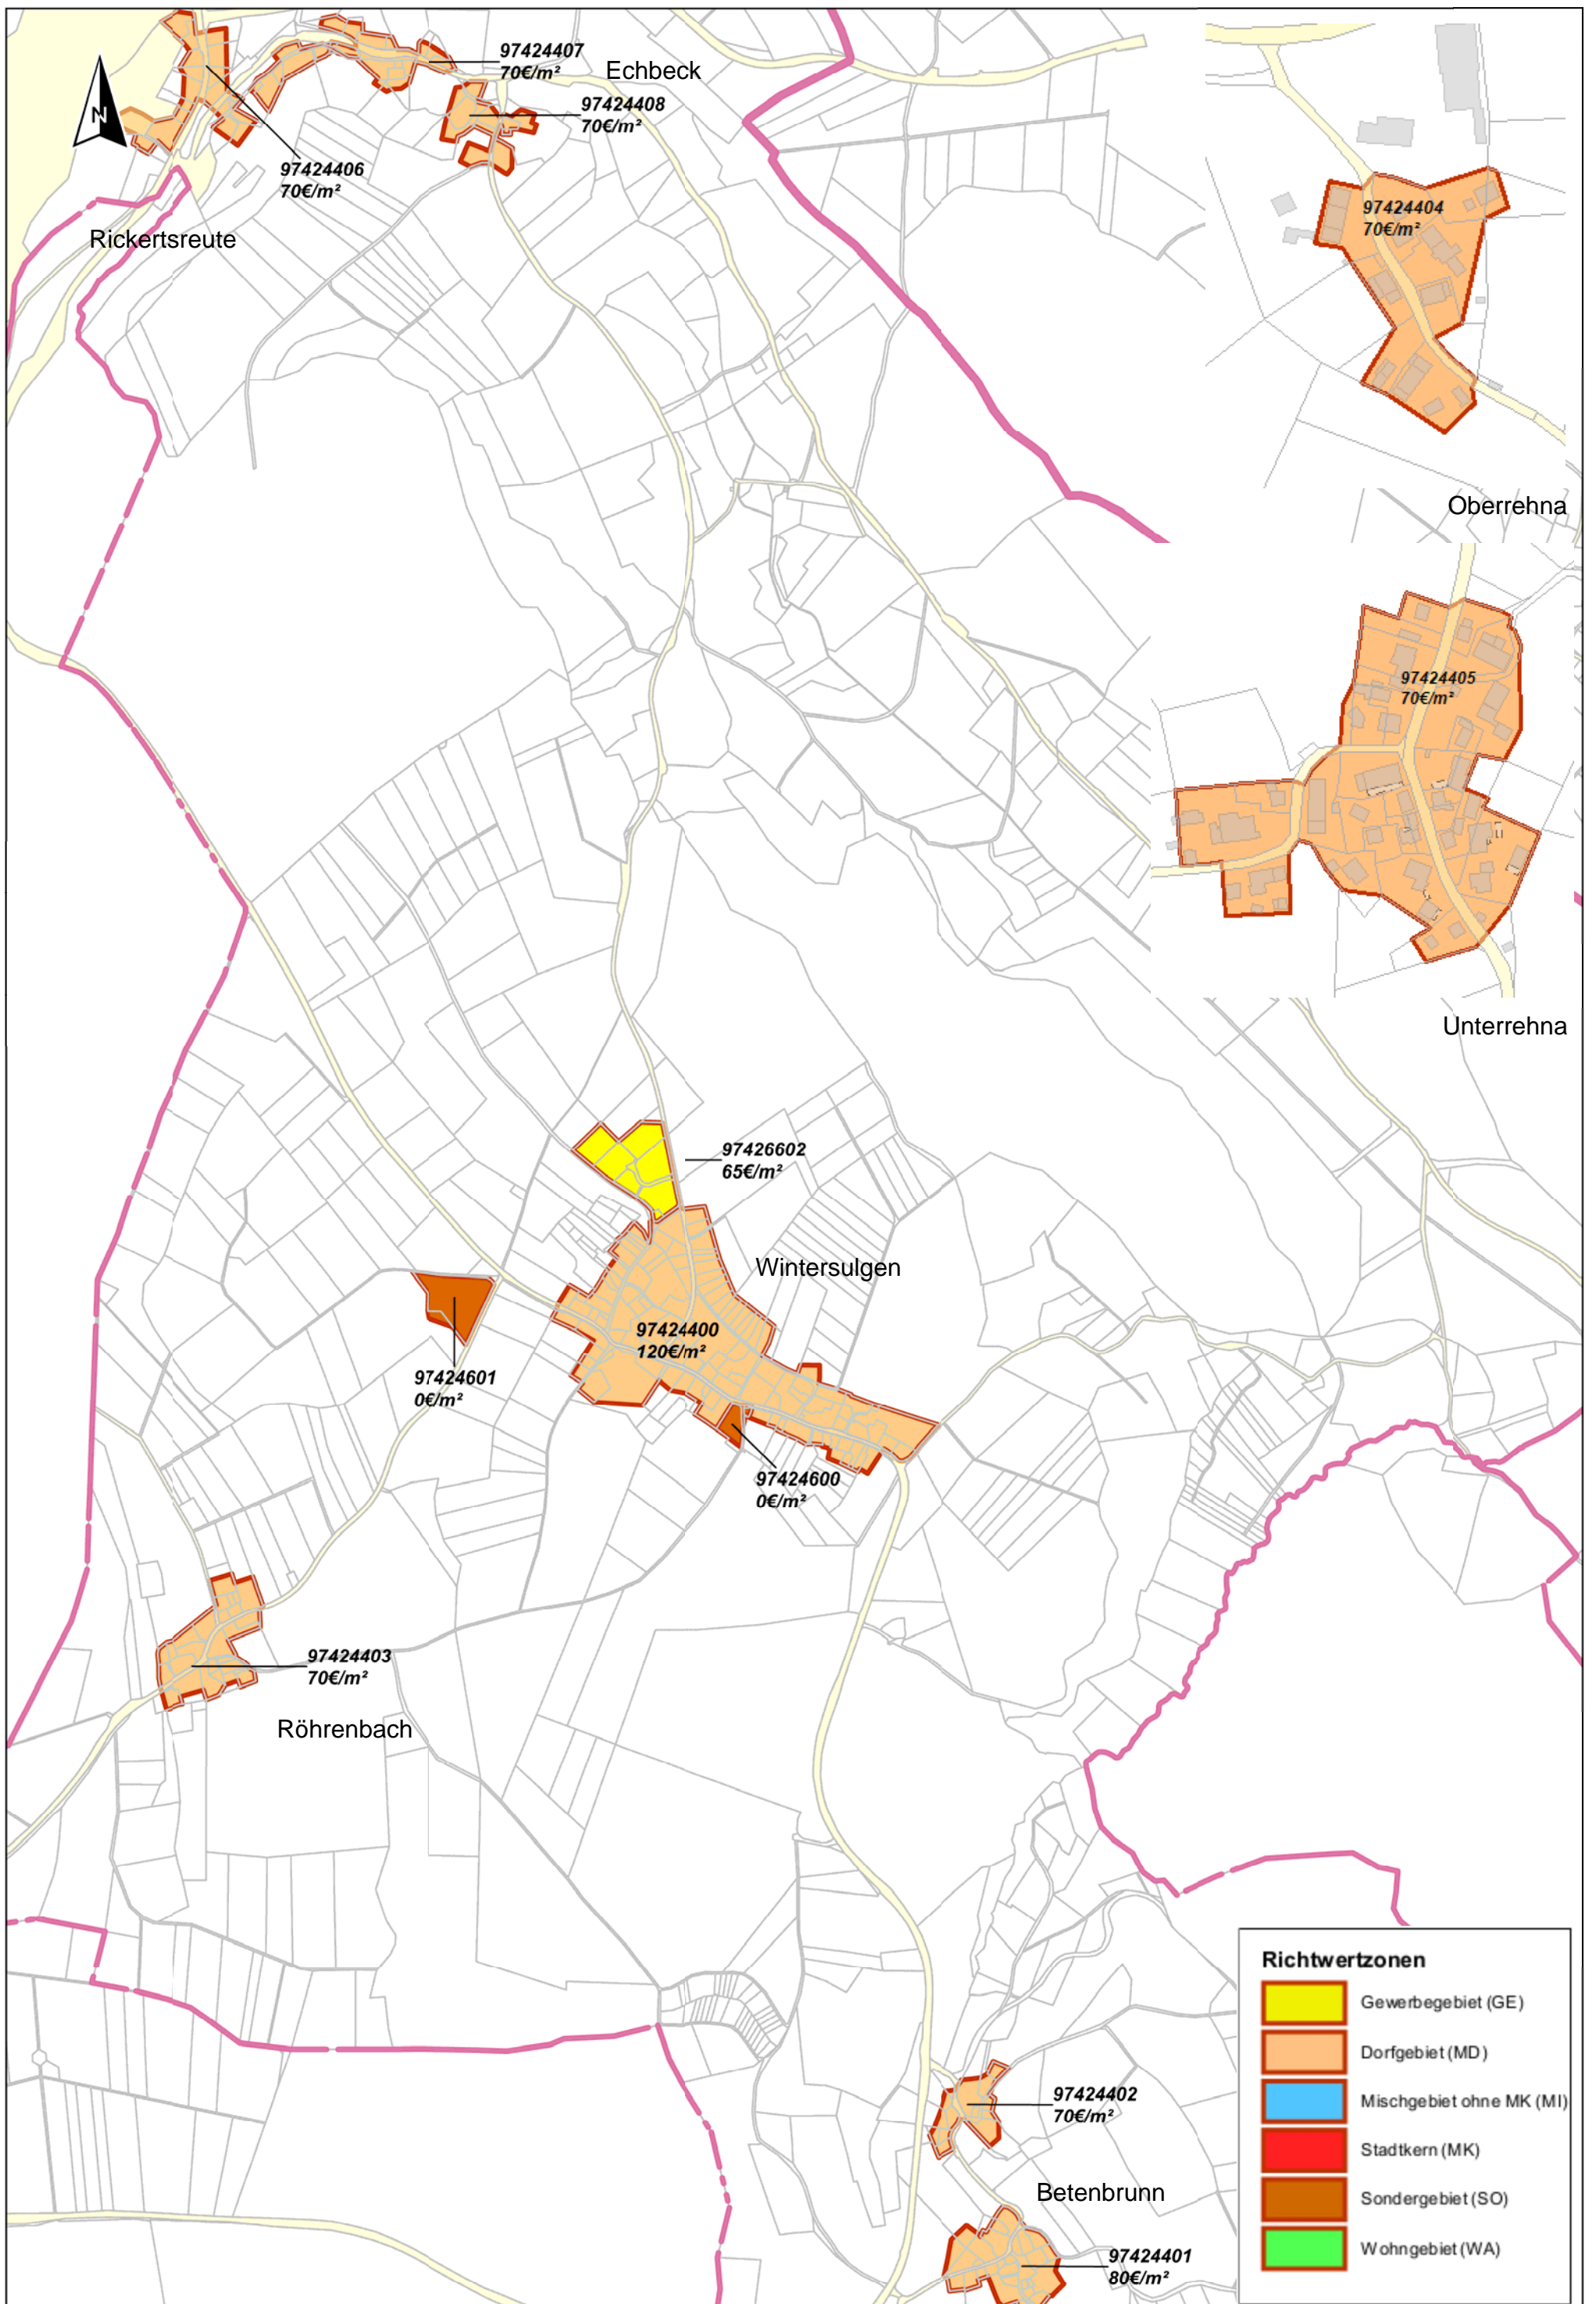 97424407
70€/m²
Echbeck
97424408
70€/m²
N
97424406
70€/m²
Rickertsreute
97424404
70€/m²
Oberrehna
97424405
70€/m²
Unterrehna
97426602
65€/m²
Wintersulgen
97424400
120€/m²
97424601
0€/m²
97424600
0€/m²
97424403
70€/m²
Röhrenbach
97424402
70€/m²
Betenbrunn
97424401
80€/m²
Richtwertzonen
Gewerbegebiet (GE)
Dorfgebiet (MD)
Mischgebiet ohne MK (MI)
Stadtkern (MK)
Sondergebiet (SO)
Wohngebiet (WA)